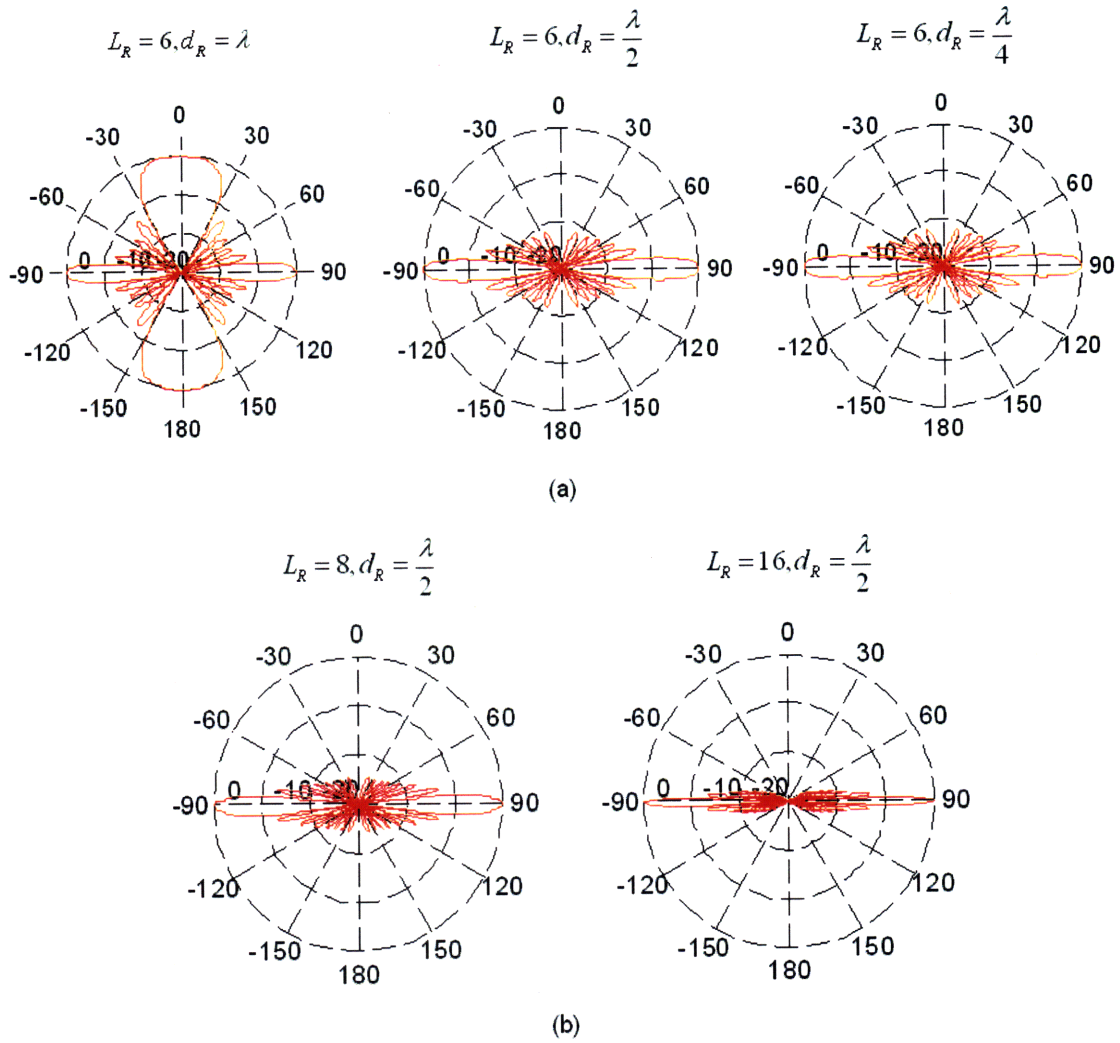 L_R = 6, d_R = λ
L_R = 6, d_R = λ/2
L_R = 6, d_R = λ/4
0
-30 30
-60 60
-90 0 -10 -20 90
-120 120
-150 150
180
0
-30 30
-60 60
-90 0 -10 -20 90
-120 120
-150 150
180
0
-30 30
-60 60
-90 0 -10 -20 90
-120 120
-150 150
180
(a)
L_R = 8, d_R = λ/2
L_R = 16, d_R = λ/2
0
-30 30
-60 60
-90 0 -10 -20 90
-120 120
-150 150
180
0
-30 30
-60 60
-90 0 -10 -20 90
-120 120
-150 150
180
(b)